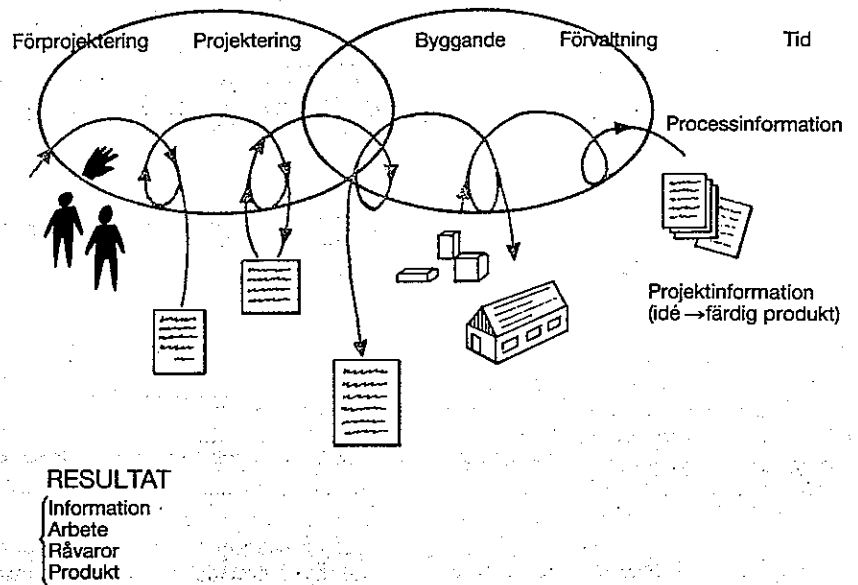 Förprojektering Projektering Byggande Förvaltning Tid
Processinformation
Projektinformation
(idé → färdig produkt)
RESULTAT
Information
Arbete
Råvaror
Produkt